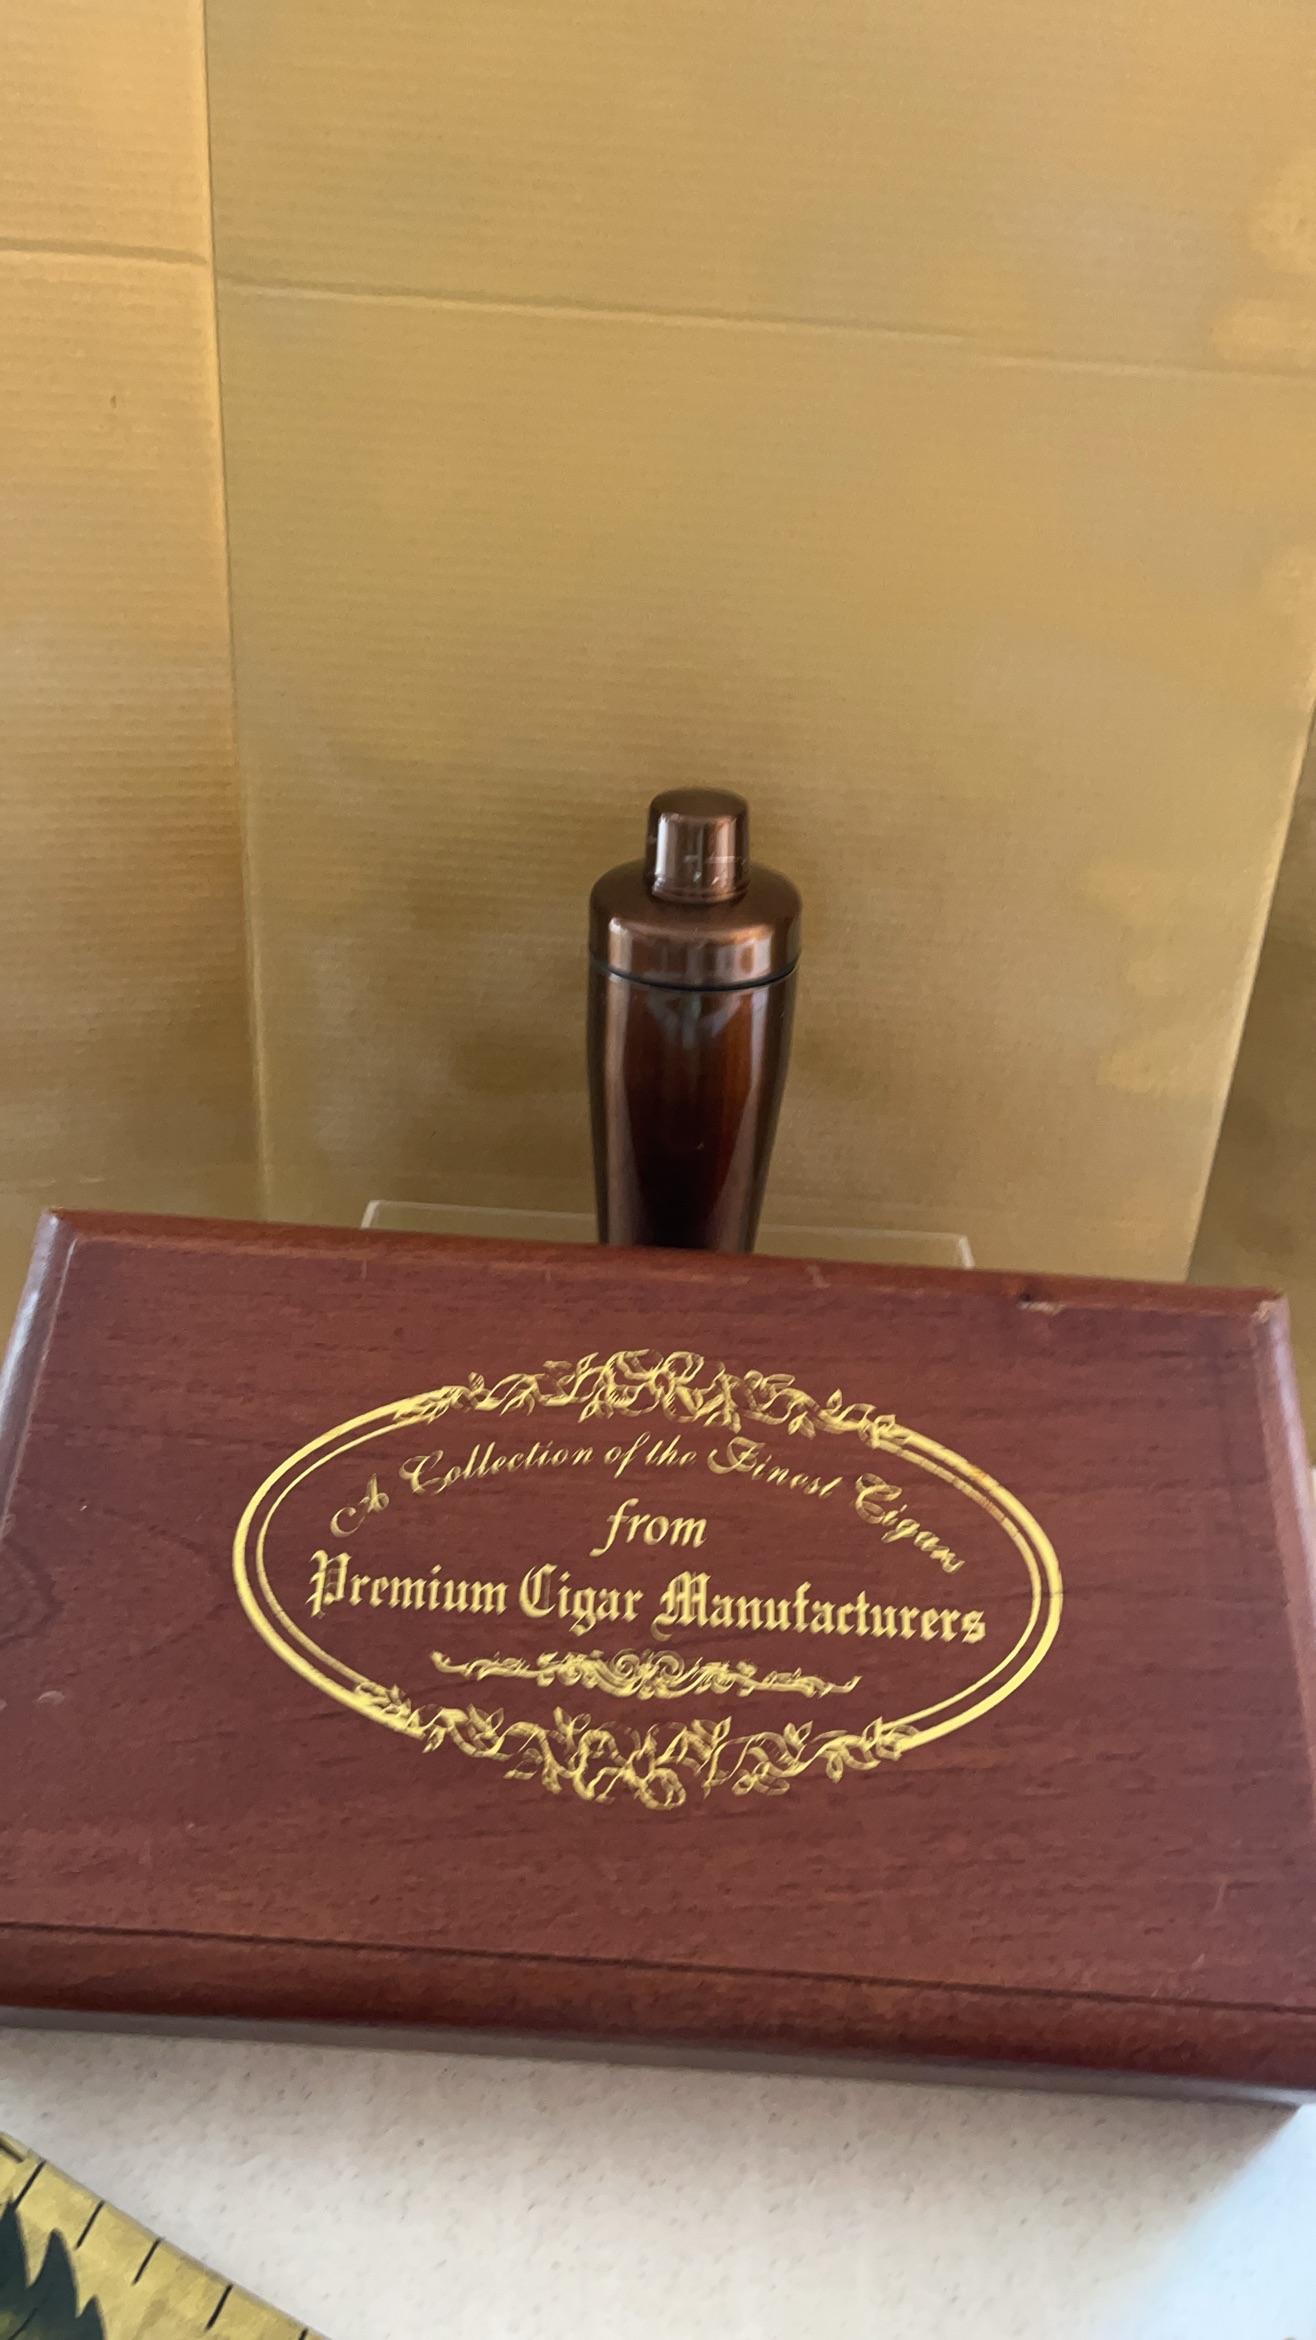 A Collection of the Finest Cigars
from
Premium Cigar Manufacturers